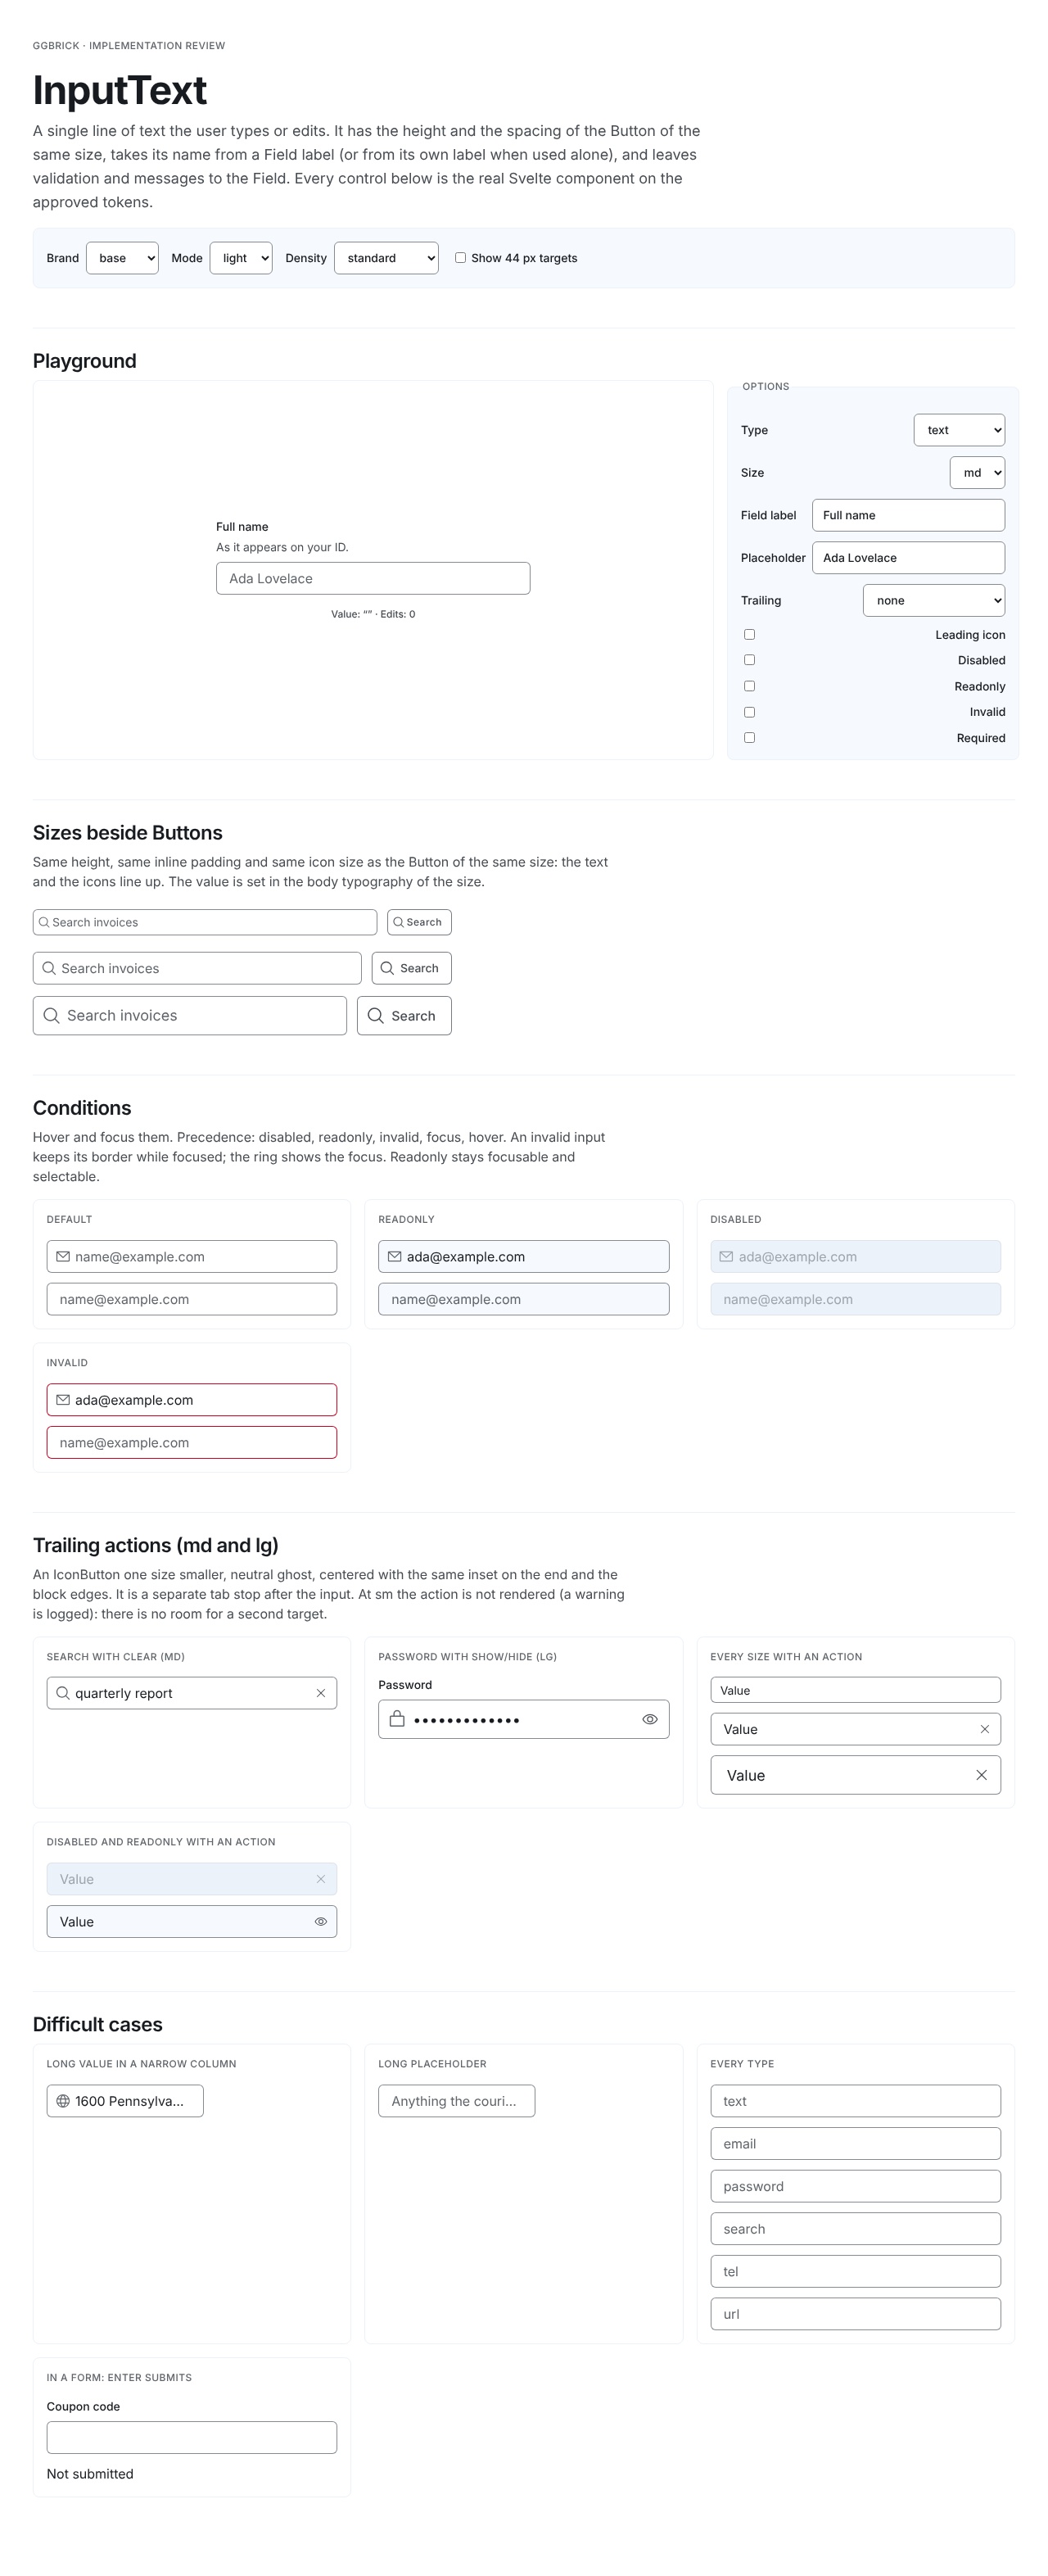 GGBRICK · IMPLEMENTATION REVIEW
InputText
A single line of text the user types or edits. It has the height and the spacing of the Button of the
same size, takes its name from a Field label (or from its own label when used alone), and leaves
validation and messages to the Field. Every control below is the real Svelte component on the
approved tokens.
Brand base Mode light Density standard Show 44 px targets
Playground
Full name
As it appears on your ID.
Ada Lovelace
Value: “” · Edits: 0
OPTIONS
Type text
Size md
Field label Full name
Placeholder Ada Lovelace
Trailing none
Leading icon
Disabled
Readonly
Invalid
Required
Sizes beside Buttons
Same height, same inline padding and same icon size as the Button of the same size: the text
and the icons line up. The value is set in the body typography of the size.
Search invoices Search
Search invoices Search
Search invoices Search
Conditions
Hover and focus them. Precedence: disabled, readonly, invalid, focus, hover. An invalid input
keeps its border while focused; the ring shows the focus. Readonly stays focusable and
selectable.
DEFAULT
name@example.com
name@example.com
READONLY
ada@example.com
name@example.com
DISABLED
ada@example.com
name@example.com
INVALID
ada@example.com
name@example.com
Trailing actions (md and lg)
An IconButton one size smaller, neutral ghost, centered with the same inset on the end and the
block edges. It is a separate tab stop after the input. At sm the action is not rendered (a warning
is logged): there is no room for a second target.
SEARCH WITH CLEAR (MD)
quarterly report
PASSWORD WITH SHOW/HIDE (LG)
Password
•••••••••••••
EVERY SIZE WITH AN ACTION
Value
Value
Value
DISABLED AND READONLY WITH AN ACTION
Value
Value
Difficult cases
LONG VALUE IN A NARROW COLUMN
1600 Pennsylva...
LONG PLACEHOLDER
Anything the couri...
EVERY TYPE
text
email
password
search
tel
url
IN A FORM: ENTER SUBMITS
Coupon code
Not submitted